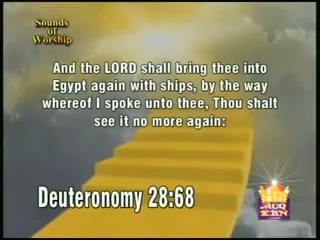 Sounds
of
Worship
And the LORD shall bring thee into
Egypt again with ships, by the way
whereof I spoke unto thee, Thou shalt
see it no more again:
Deuteronomy 28:68